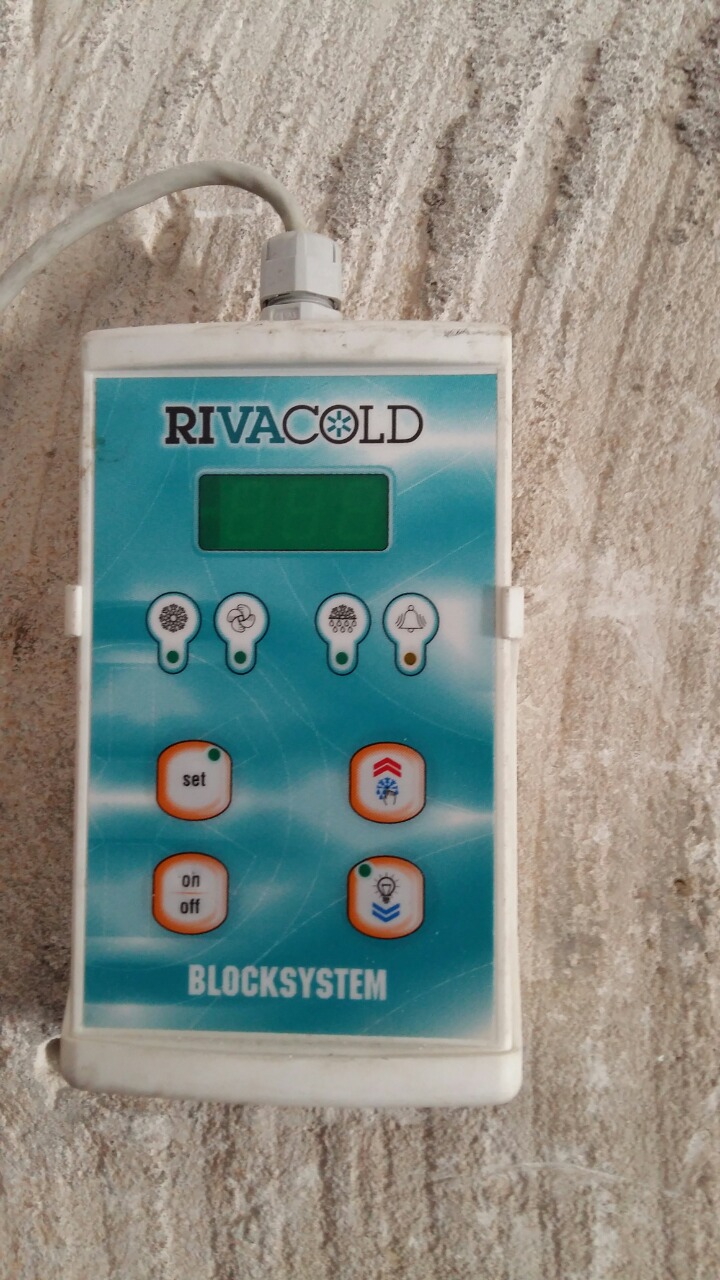 RIVACOLD
set
on
off
BLOCKSYSTEM